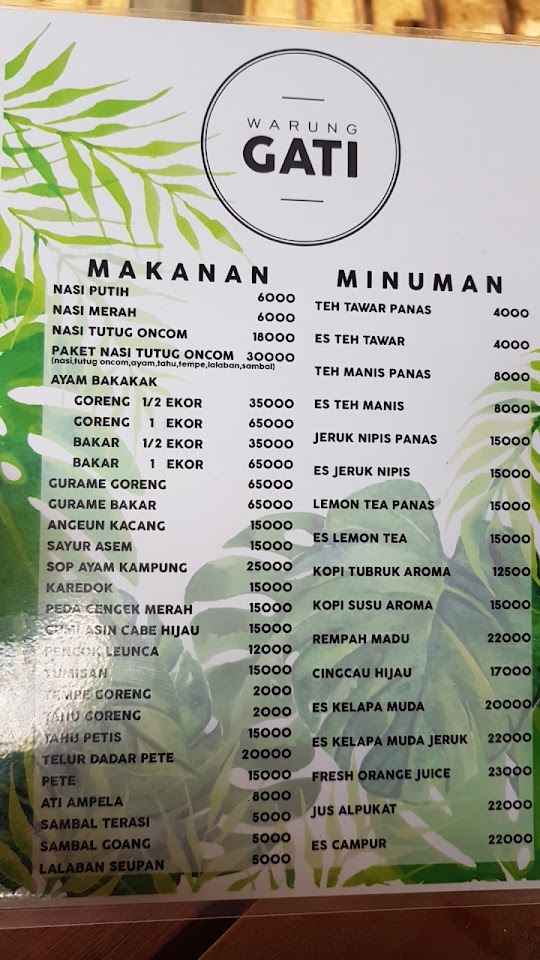 WARUNG
GATI
MAKANAN
NASI PUTIH 6000
NASI MERAH 6000
NASI TUTUG ONCOM 18000
PAKET NASI TUTUG ONCOM 30000
(nasi,tutug oncom,ayam,tahu,tempe,lalaban,sambal)
AYAM BAKAKAK
GORENG 1/2 EKOR 35000
GORENG 1 EKOR 65000
BAKAR 1/2 EKOR 35000
BAKAR 1 EKOR 65000
GURAME GORENG 65000
GURAME BAKAR 65000
ANGEUN KACANG 15000
SAYUR ASEM 15000
SOP AYAM KAMPUNG 25000
KAREDOK 15000
PEDA CENGEK MERAH 15000
CUMI ASIN CABE HIJAU 15000
PENCOK LEUNCA 12000
TUMISAN 15000
TEMPE GORENG 2000
TAHU GORENG 2000
TAHU PETIS 15000
TELUR DADAR PETE 20000
PETE 15000
ATI AMPELA 8000
SAMBAL TERASI 5000
SAMBAL GOANG 5000
LALABAN SEUPAN 5000
MINUMAN
TEH TAWAR PANAS 4000
ES TEH TAWAR 4000
TEH MANIS PANAS 8000
ES TEH MANIS 8000
JERUK NIPIS PANAS 15000
ES JERUK NIPIS 15000
LEMON TEA PANAS 15000
ES LEMON TEA 15000
KOPI TUBRUK AROMA 12500
KOPI SUSU AROMA 15000
REMPAH MADU 22000
CINGCAU HIJAU 17000
ES KELAPA MUDA 20000
ES KELAPA MUDA JERUK 22000
FRESH ORANGE JUICE 23000
JUS ALPUKAT 22000
ES CAMPUR 22000